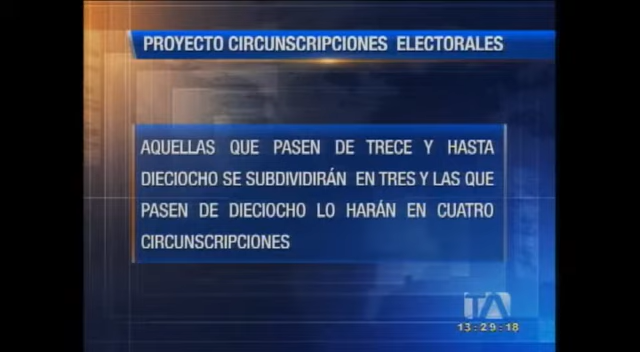 PROYECTO CIRCUNSCRIPCIONES ELECTORALES
AQUELLAS QUE PASEN DE TRECE Y HASTA
DIECIOCHO SE SUBDIVIDIRÁN EN TRES Y LAS QUE
PASEN DE DIECIOCHO LO HARÁN EN CUATRO
CIRCUNSCRIPCIONES
TA
13:29:18